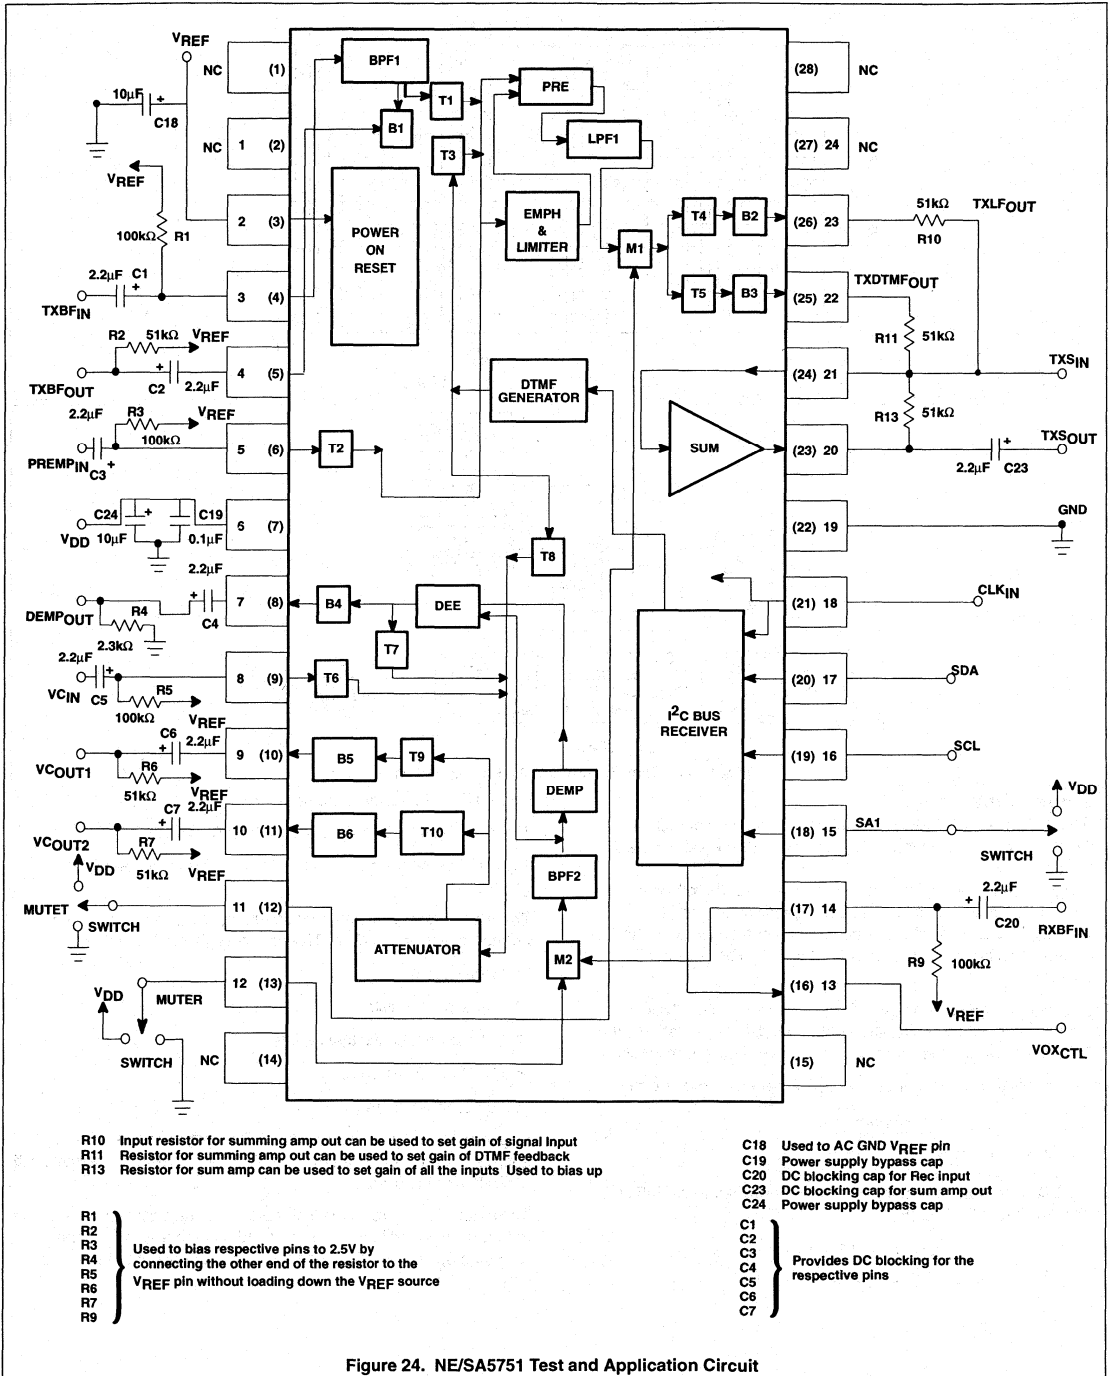 VREF
NC (1)
10µF + C18
NC 1 (2)
VREF
100kΩ R1
2 (3)
2.2µF C1 +
TXBFIN
3 (4)
R2 51kΩ VREF
TXBFOUT
+ C2 2.2µF
4 (5)
2.2µF R3 VREF
100kΩ
PREMPIN C3 +
5 (6)
C24 + C19
VDD 10µF 0.1µF
6 (7)
2.2µF
+ C4
DEMPOUT
R4
2.3kΩ
7 (8)
2.2µF +
VCIN C5
R5
100kΩ VREF
8 (9)
C6
+ 2.2µF
VCOUT1
R6
51kΩ VREF
9 (10)
C7 2.2µF
+
VCOUT2
R7
51kΩ VREF
10 (11)
VDD
MUTET
SWITCH
11 (12)
VDD
MUTER
SWITCH
12 (13)
NC (14)
BPF1
B1
T1
T3
PRE
LPF1
POWER
ON
RESET
EMPH
&
LIMITER
M1
T4 B2
T5 B3
DTMF
GENERATOR
SUM
T2
T8
B4
DEE
T7
T6
I2C BUS
RECEIVER
B5 T9
DEMP
B6 T10
BPF2
ATTENUATOR
M2
(28) NC
(27) 24 NC
(26) 23
51kΩ TXLFOUT
R10
(25) 22
TXDTMFOUT
R11 51kΩ
(24) 21
TXSIN
R13 51kΩ
(23) 20
TXSOUT
2.2µF + C23
(22) 19
GND
(21) 18
CLKIN
(20) 17
SDA
(19) 16
SCL
(18) 15 SA1
VDD
SWITCH
(17) 14
2.2µF
+ C20 RXBFIN
R9 100kΩ
VREF
(16) 13
VOXCTL
(15) NC
R10 Input resistor for summing amp out can be used to set gain of signal Input
R11 Resistor for summing amp out can be used to set gain of DTMF feedback
R13 Resistor for sum amp can be used to set gain of all the inputs Used to bias up
R1
R2
R3
R4
R5
R6
R7
R9
Used to bias respective pins to 2.5V by
connecting the other end of the resistor to the
VREF pin without loading down the VREF source
C18 Used to AC GND VREF pin
C19 Power supply bypass cap
C20 DC blocking cap for Rec input
C23 DC blocking cap for sum amp out
C24 Power supply bypass cap
C1
C2
C3
C4
C5
C6
C7
Provides DC blocking for the
respective pins
Figure 24. NE/SA5751 Test and Application Circuit